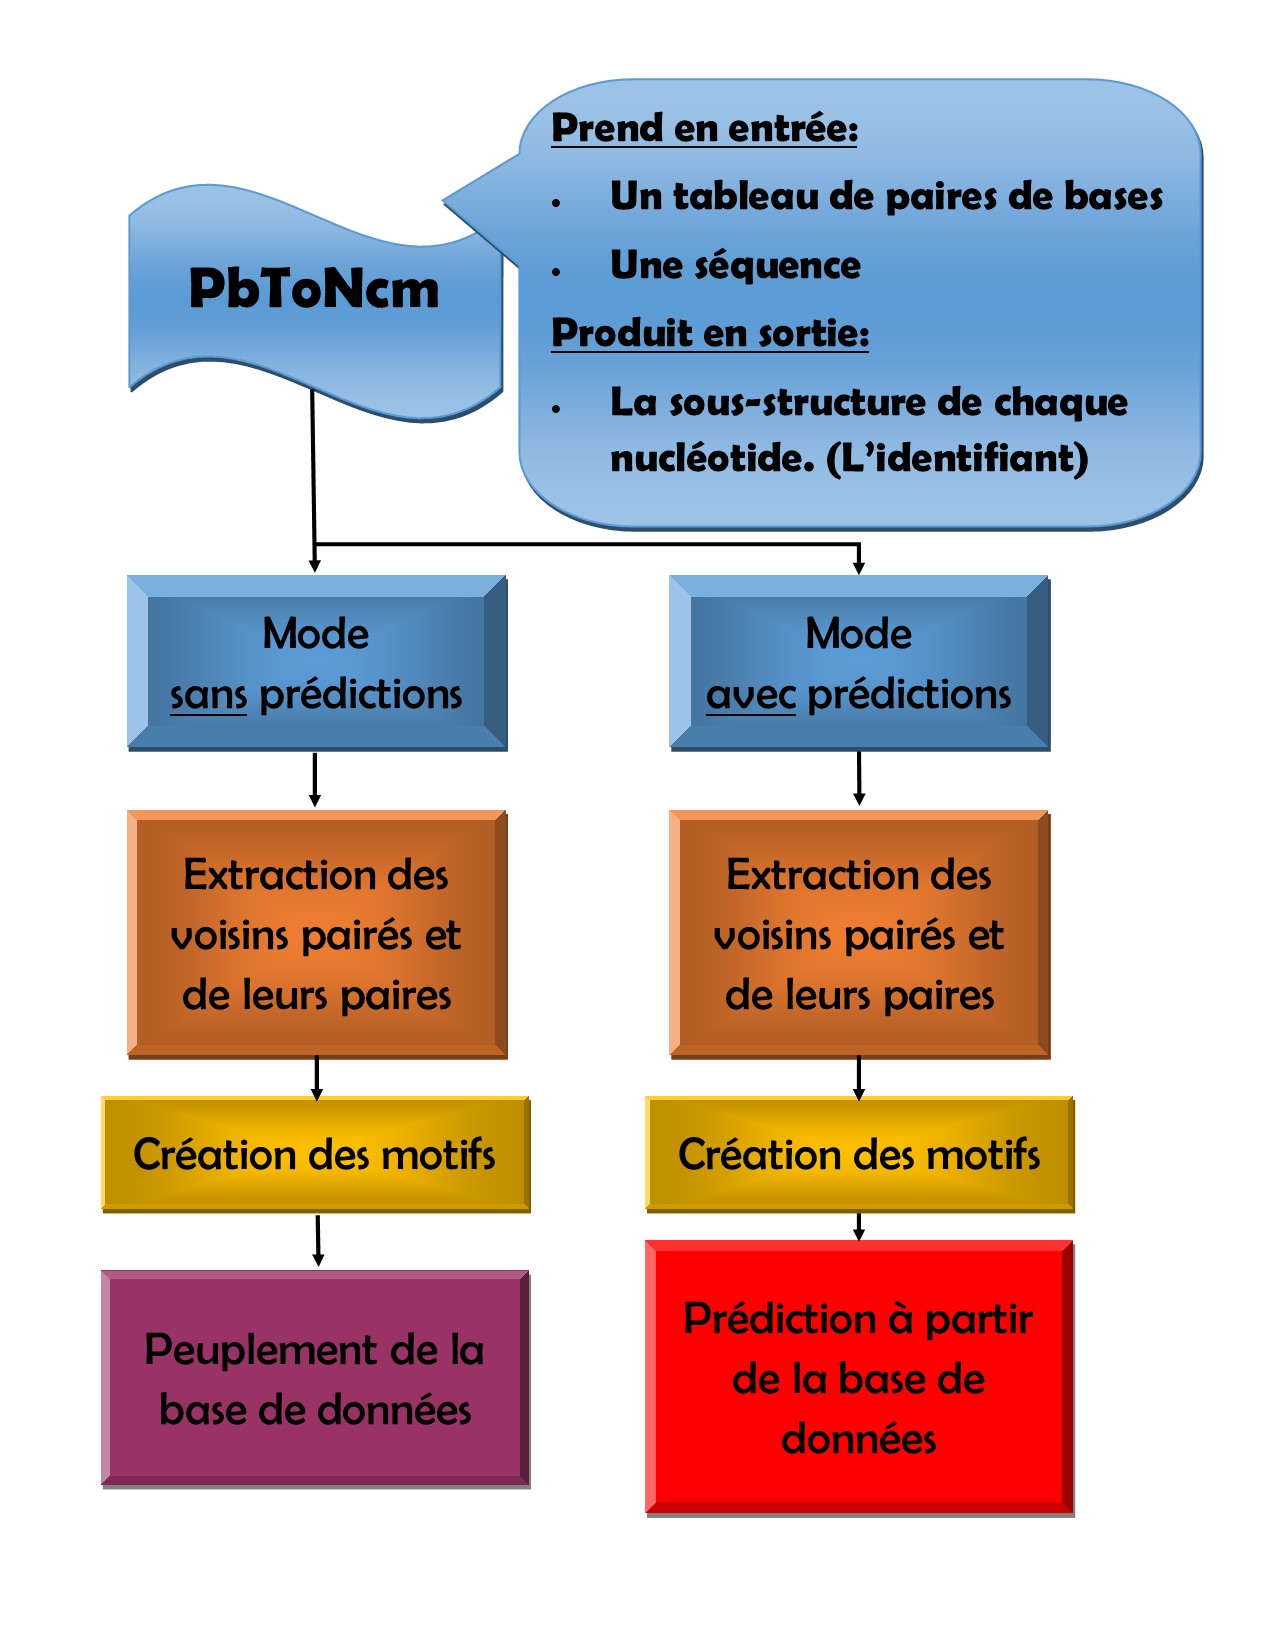 Prend en entrée:
• Un tableau de paires de bases
• Une séquence
Produit en sortie:
• La sous-structure de chaque
nucléotide. (L’identifiant)
PbToNcm
Mode
sans prédictions
Extraction des
voisins pairés et
de leurs paires
Création des motifs
Peuplement de la
base de données
Mode
avec prédictions
Extraction des
voisins pairés et
de leurs paires
Création des motifs
Prédiction à partir
de la base de
données